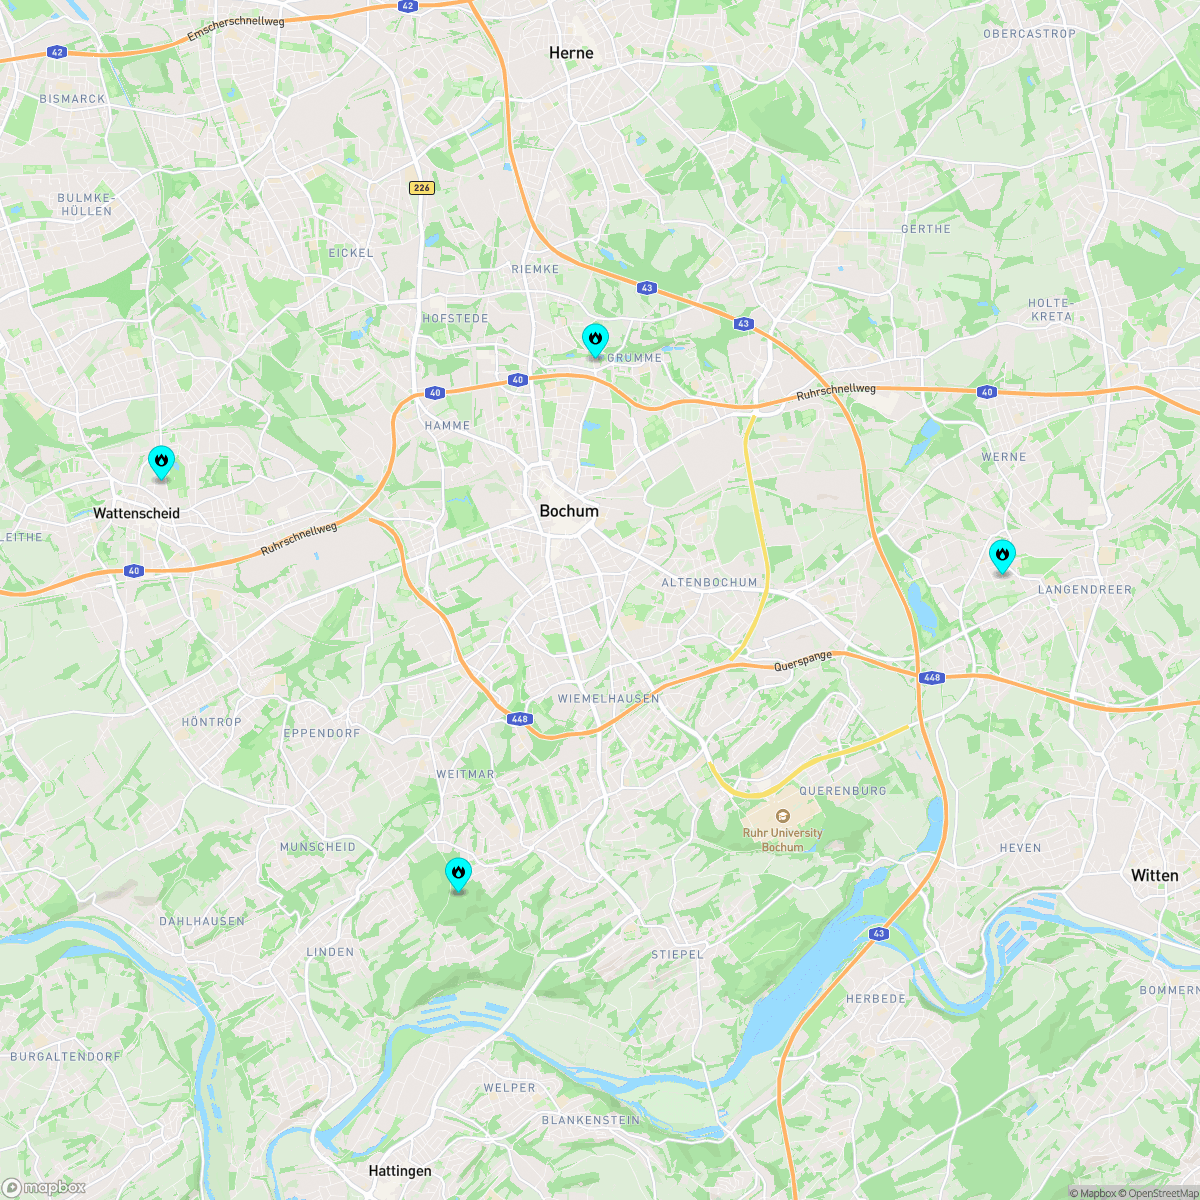 42
Emscherschnellweg
42
Herne
OBERCASTROP
BISMARCK
226
BULMKE-
HÜLLEN
GERTHE
EICKEL
RIEMKE
43
HOLTE-
KRETA
HOFSTEDE
43
GRUMME
40
40
Ruhrschnellweg
40
HAMME
WERNE
Wattenscheid
Bochum
LEITHE
Ruhrschnellweg
40
ALTENBOCHUM
LANGENDREER
Querspange
448
WIEMELHAUSEN
HÖNTROP
448
EPPENDORF
WEITMAR
QUERENBURG
Ruhr University
Bochum
MUNSCHEID
HEVEN
Witten
DAHLHAUSEN
43
LINDEN
STIEPEL
BOMMERN
HERBEDE
BURGALTENDORF
WELPER
BLANKENSTEIN
Hattingen
mapbox
© Mapbox © OpenStreetMap